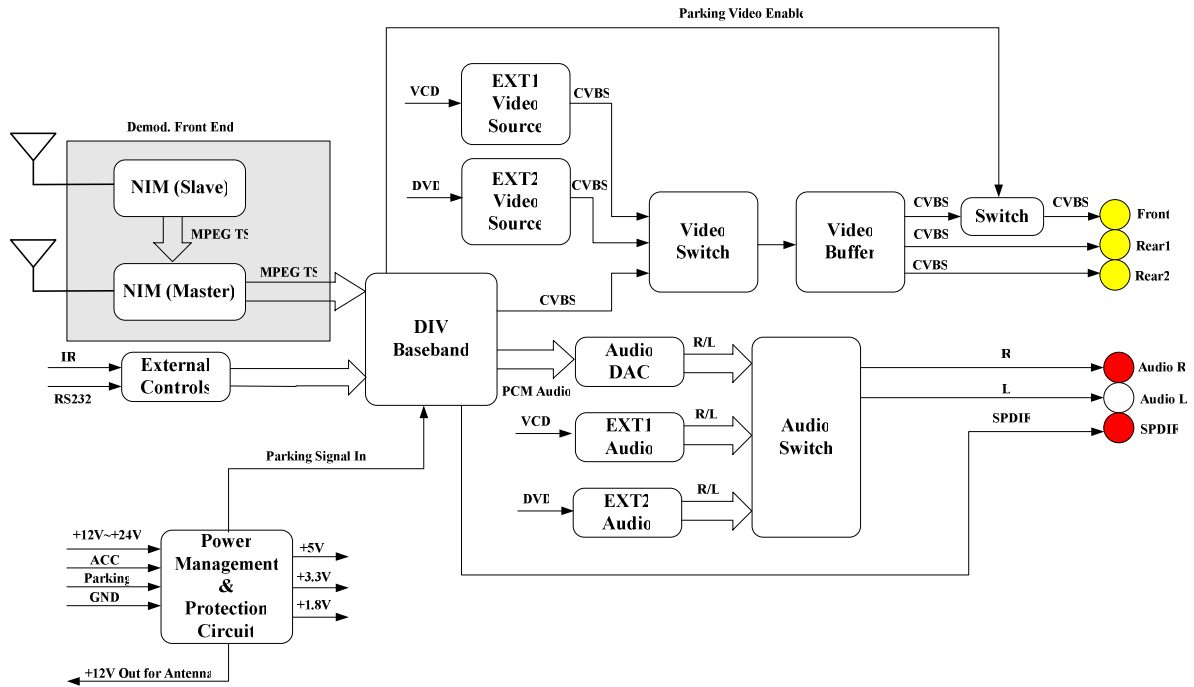 Parking Video Enable
EXT1
Video
Source
VCD
CVBS
Demod. Front End
NIM (Slave)
MPEG TS
EXT2
Video
Source
DVD
CVBS
Video
Switch
Video
Buffer
CVBS
Switch
CVBS
Front
CVBS
Rear1
CVBS
Rear2
NIM (Master)
MPEG TS
DIV
Baseband
CVBS
IR
RS232
External
Controls
PCM Audio
Audio
DAC
R/L
VCD
EXT1
Audio
R/L
DVD
EXT2
Audio
R/L
Audio
Switch
R
Audio R
L
Audio L
SPDIF
SPDIF
Parking Signal In
+12V~+24V
ACC
Parking
GND
Power
Management
&
Protection
Circuit
+5V
+3.3V
+1.8V
+12V Out for Antenna